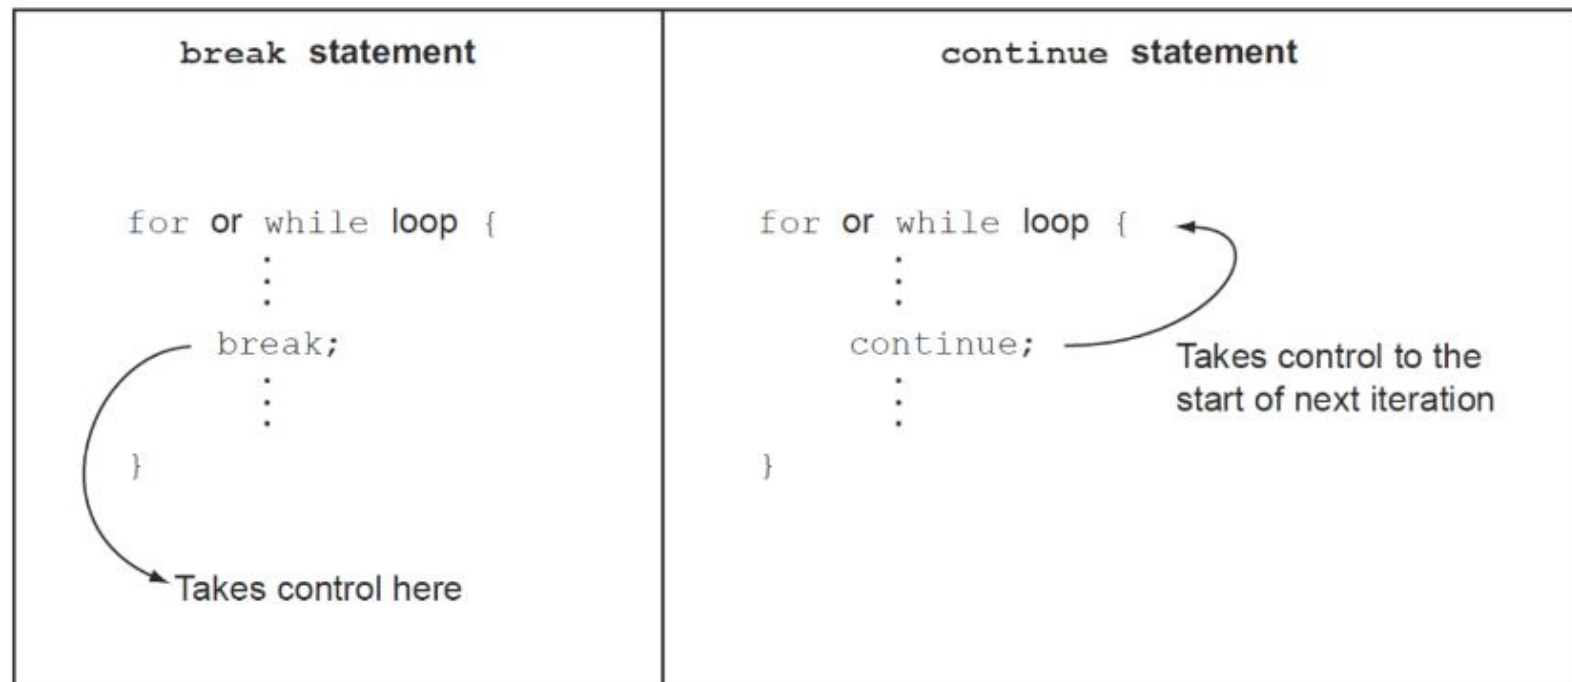 break statement
for or while loop {
.
.
.
break;
.
.
.
}
Takes control here
continue statement
for or while loop {
.
.
.
continue;
Takes control to the
start of next iteration
.
.
.
}